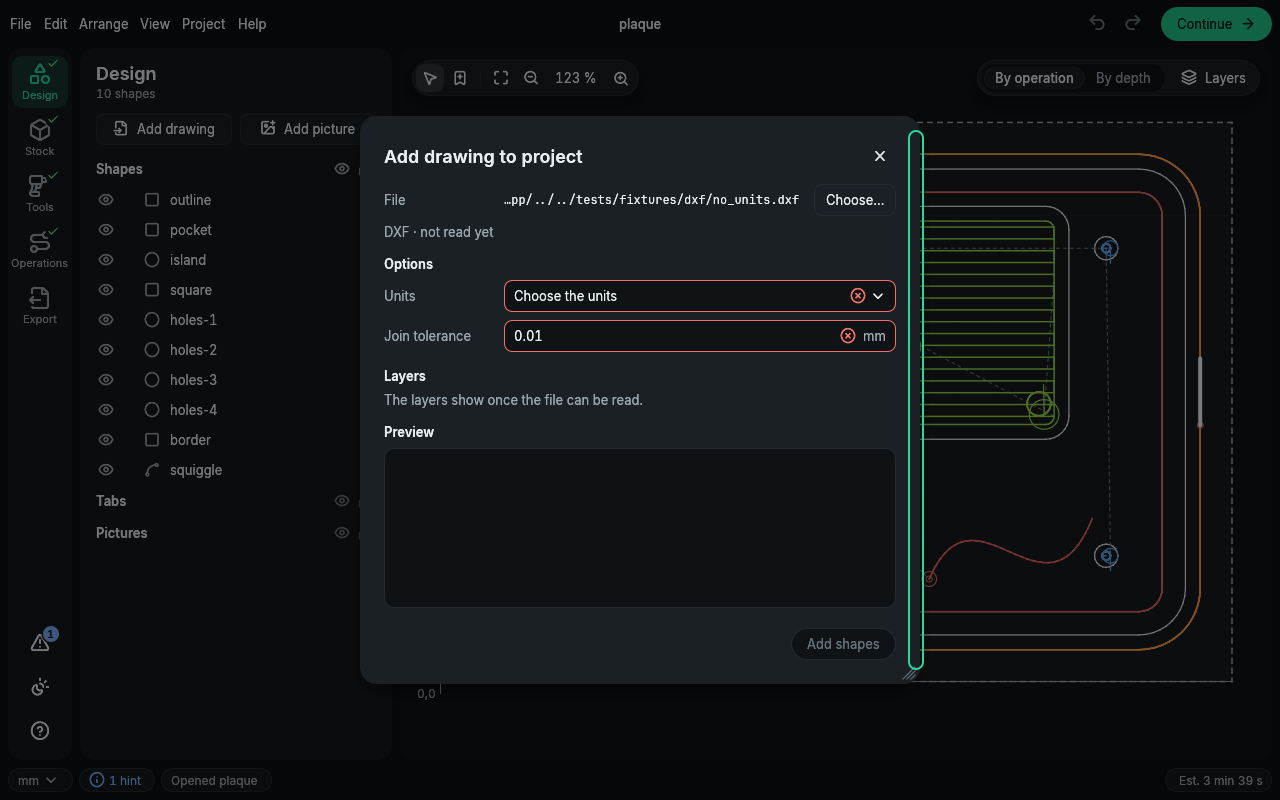 File Edit Arrange View Project Help
plaque
Continue
Design
10 shapes
Add drawing
Add picture
Design
Stock
Tools
Operations
Export
1
Shapes
outline
pocket
island
square
holes-1
holes-2
holes-3
holes-4
border
squiggle
Tabs
Pictures
123 %
By operation
By depth
Layers
Add drawing to project
File
…pp/../../tests/fixtures/dxf/no_units.dxf
Choose...
DXF · not read yet
Options
Units
Choose the units
Join tolerance
0.01
mm
Layers
The layers show once the file can be read.
Preview
Add shapes
0,0
mm
1 hint
Opened plaque
Est. 3 min 39 s